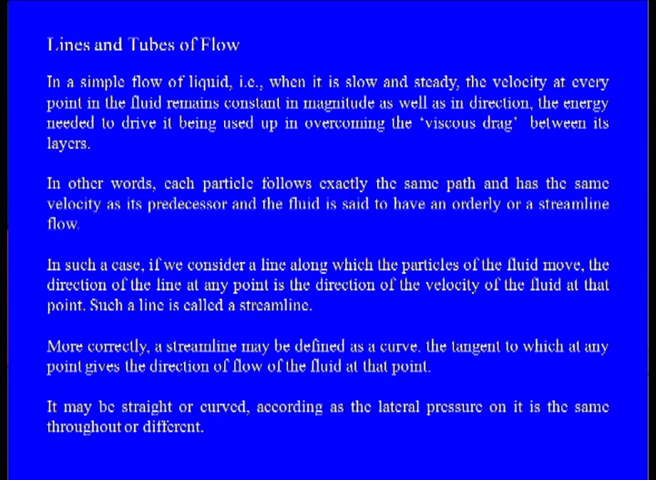 Lines and Tubes of Flow
In a simple flow of liquid, i.e., when it is slow and steady, the velocity at every
point in the fluid remains constant in magnitude as well as in direction, the energy
needed to drive it being used up in overcoming the ‘viscous drag’ between its
layers.
In other words, each particle follows exactly the same path and has the same
velocity as its predecessor and the fluid is said to have an orderly or a streamline
flow.
In such a case, if we consider a line along which the particles of the fluid move, the
direction of the line at any point is the direction of the velocity of the fluid at that
point. Such a line is called a streamline.
More correctly, a streamline may be defined as a curve. the tangent to which at any
point gives the direction of flow of the fluid at that point.
It may be straight or curved, according as the lateral pressure on it is the same
throughout or different.